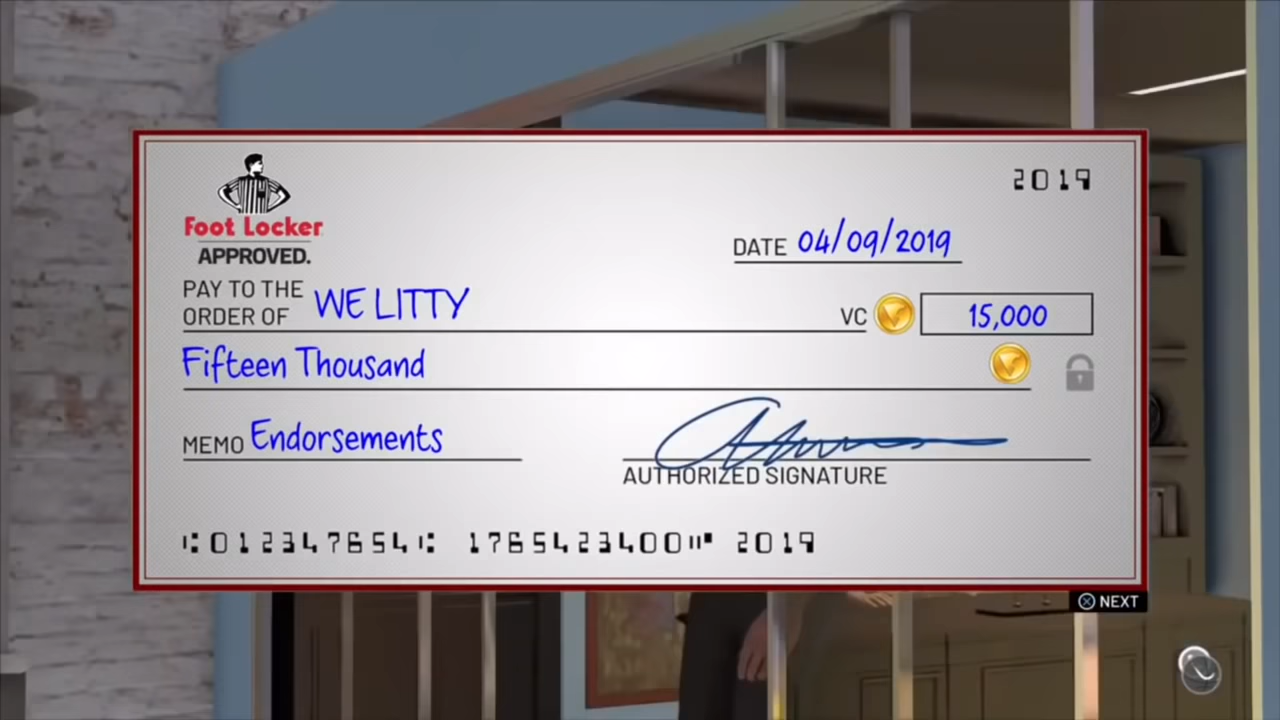 2019
Foot Locker
APPROVED.
DATE 04/09/2019
PAY TO THE
ORDER OF WE LITTY
VC 15,000
Fifteen Thousand
MEMO Endorsements
AUTHORIZED SIGNATURE
⑆012347654⑆ 1765423400⑈ 2019
NEXT